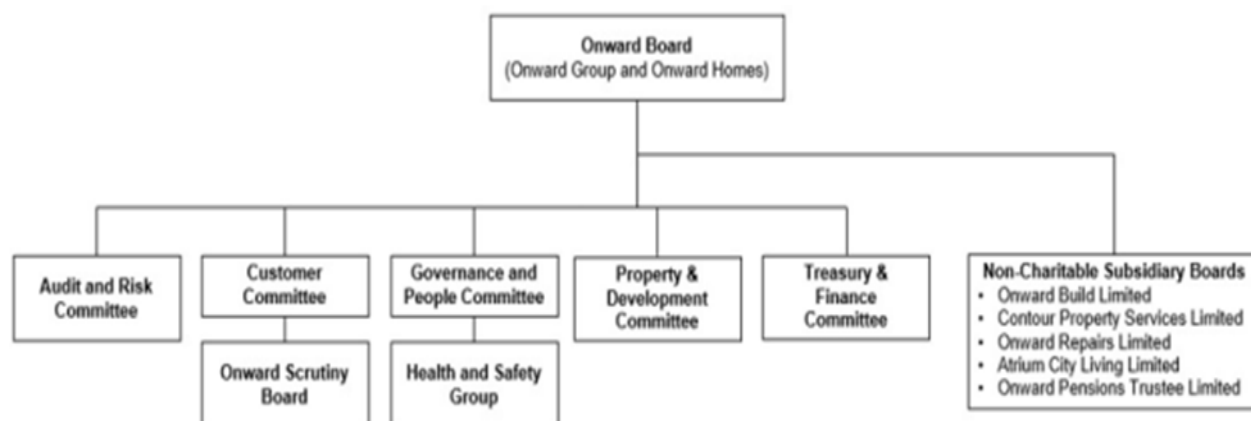 Onward Board
(Onward Group and Onward Homes)
Audit and Risk
Committee
Customer
Committee
Governance and
People Committee
Property &
Development
Committee
Treasury &
Finance
Committee
Non-Charitable Subsidiary Boards
• Onward Build Limited
• Contour Property Services Limited
• Onward Repairs Limited
• Atrium City Living Limited
• Onward Pensions Trustee Limited
Onward Scrutiny
Board
Health and Safety
Group